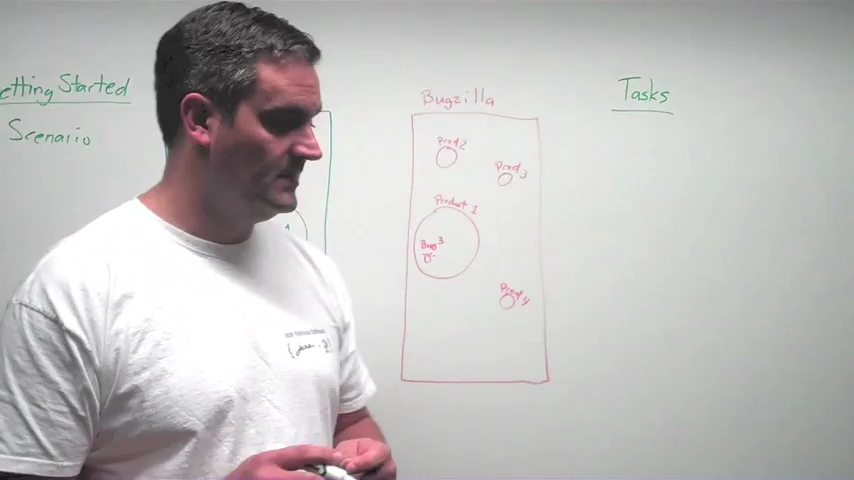 etting Started
Scenario
Bugzilla
Prod 2
Prod 3
Product 1
Bug 3
Prod 4
Tasks